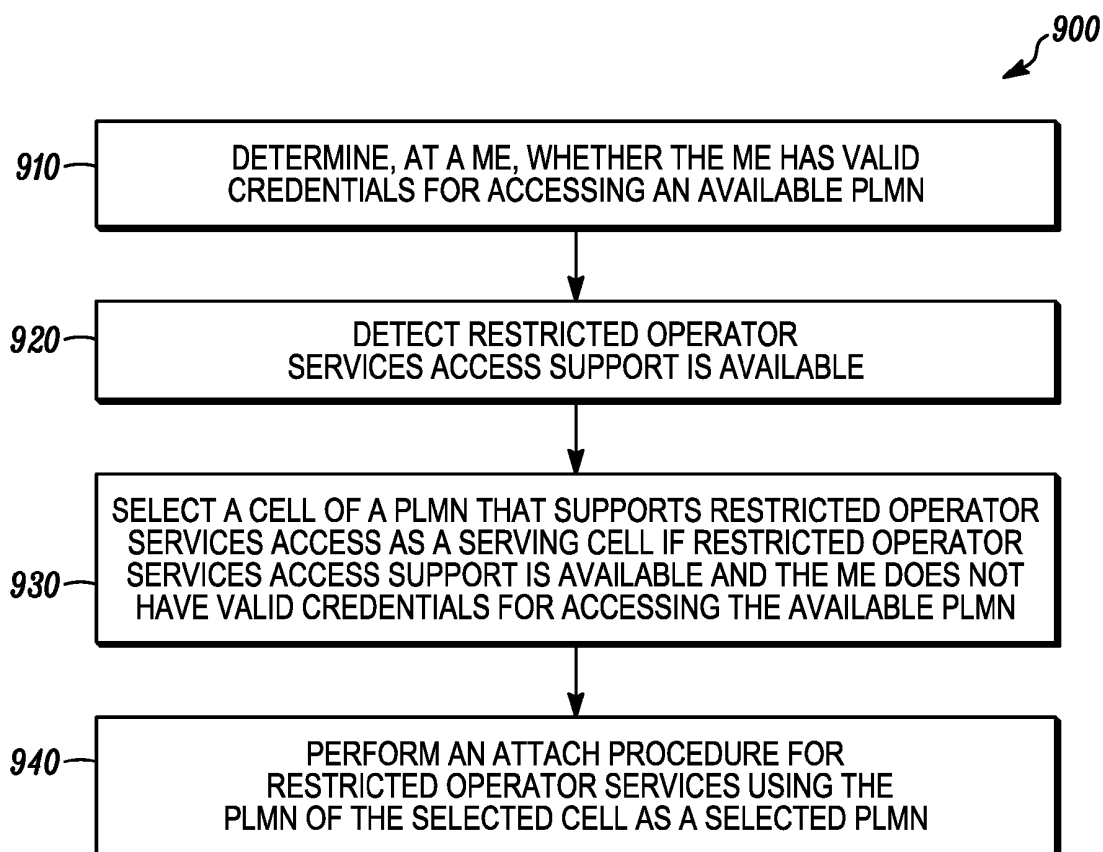 900
910
DETERMINE, AT A ME, WHETHER THE ME HAS VALID
CREDENTIALS FOR ACCESSING AN AVAILABLE PLMN
920
DETECT RESTRICTED OPERATOR
SERVICES ACCESS SUPPORT IS AVAILABLE
930
SELECT A CELL OF A PLMN THAT SUPPORTS RESTRICTED OPERATOR
SERVICES ACCESS AS A SERVING CELL IF RESTRICTED OPERATOR
SERVICES ACCESS SUPPORT IS AVAILABLE AND THE ME DOES NOT
HAVE VALID CREDENTIALS FOR ACCESSING THE AVAILABLE PLMN
940
PERFORM AN ATTACH PROCEDURE FOR
RESTRICTED OPERATOR SERVICES USING THE
PLMN OF THE SELECTED CELL AS A SELECTED PLMN